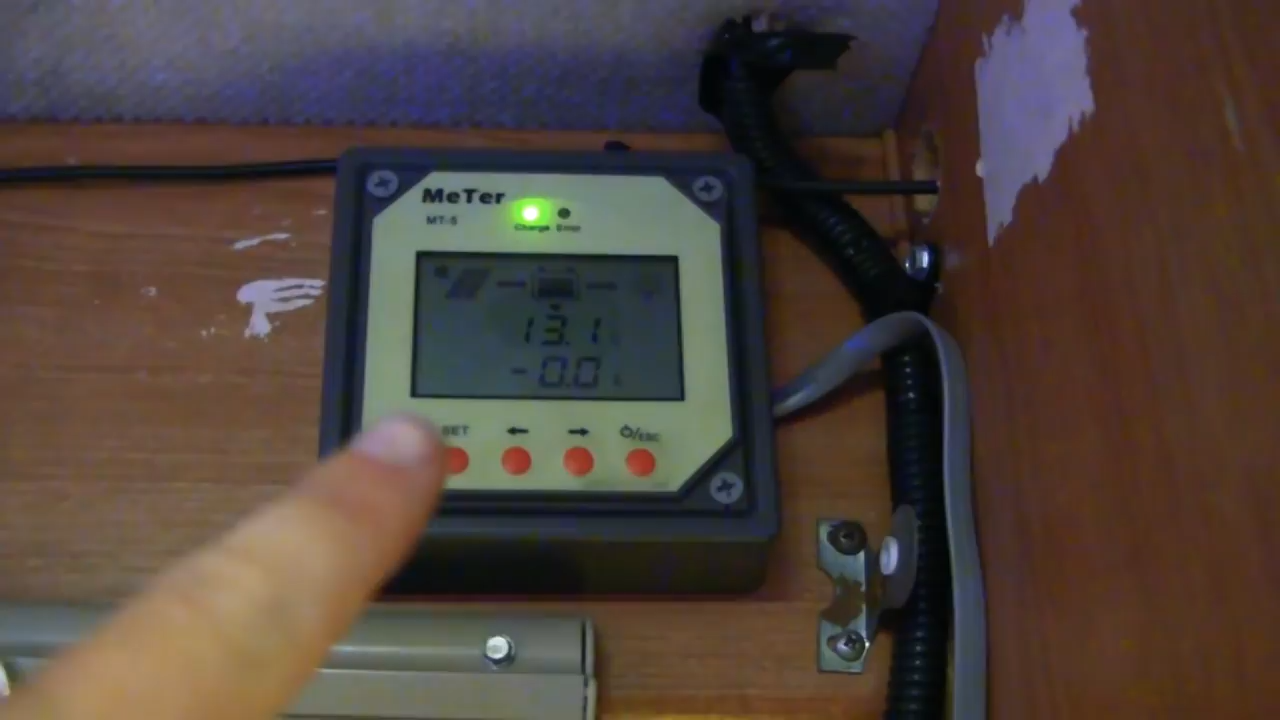 MeTer
MT-5
Charge Error
13.1
-0.0
SET
⏻/ESC